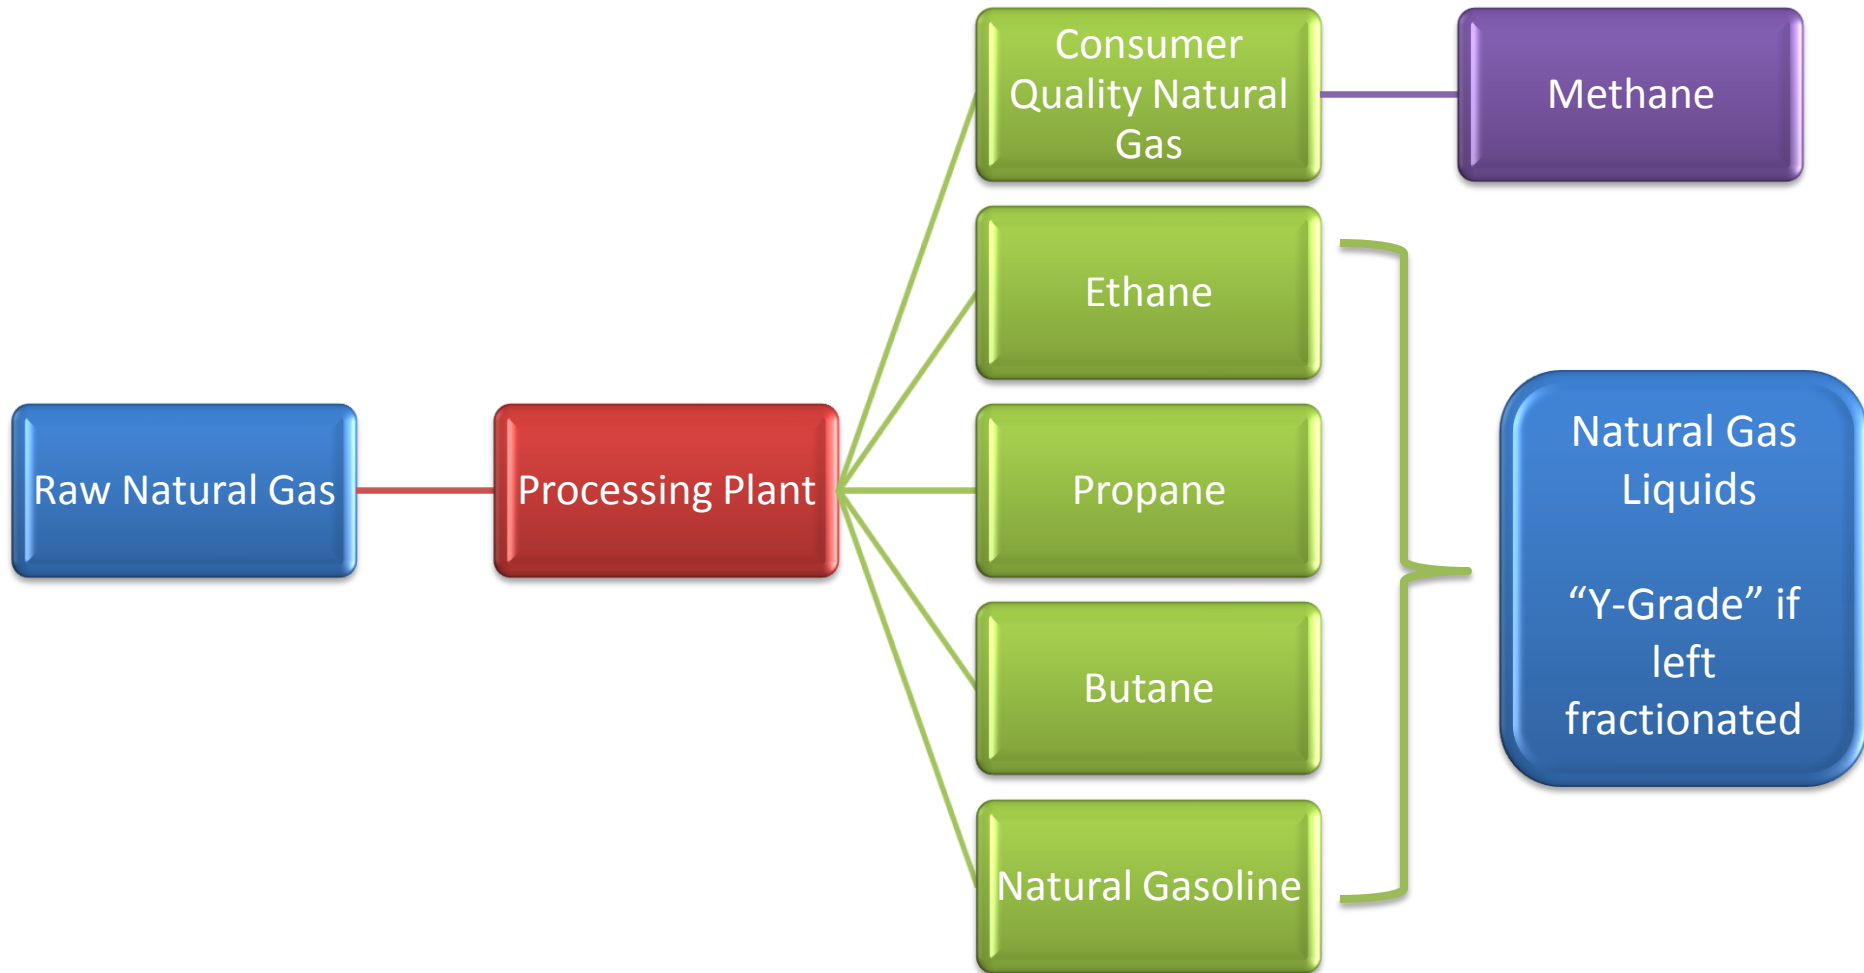 Consumer
Quality Natural
Gas
Methane
Ethane
Raw Natural Gas
Processing Plant
Propane
Butane
Natural Gasoline
Natural Gas
Liquids
“Y-Grade” if
left
fractionated